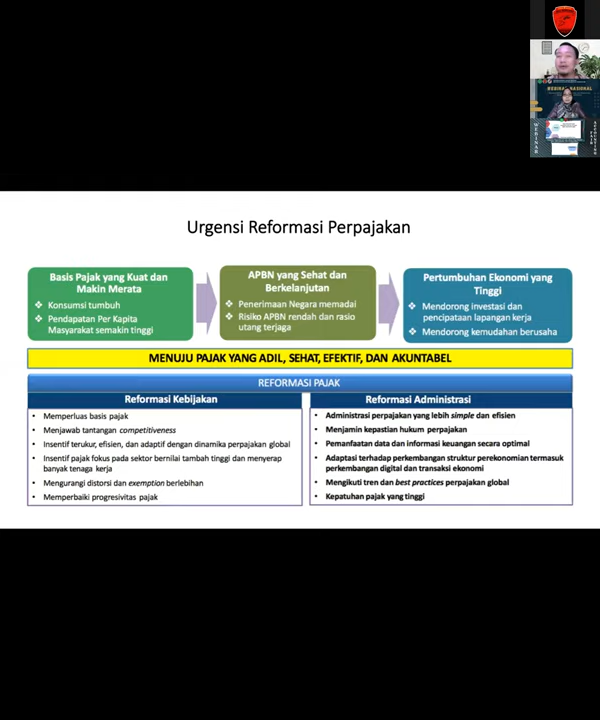 WEBINAR NASIONAL
Urgensi Reformasi Perpajakan
Basis Pajak yang Kuat dan
Makin Merata
❖ Konsumsi tumbuh
❖ Pendapatan Per Kapita
Masyarakat semakin tinggi
APBN yang Sehat dan
Berkelanjutan
❖ Penerimaan Negara memadai
❖ Risiko APBN rendah dan rasio
utang terjaga
Pertumbuhan Ekonomi yang
Tinggi
❖ Mendorong investasi dan
pencipataan lapangan kerja
❖ Mendorong kemudahan berusaha
MENUJU PAJAK YANG ADIL, SEHAT, EFEKTIF, DAN AKUNTABEL
REFORMASI PAJAK
Reformasi Kebijakan
• Memperluas basis pajak
• Menjawab tantangan competitiveness
• Insentif terukur, efisien, dan adaptif dengan dinamika perpajakan global
• Insentif pajak fokus pada sektor bernilai tambah tinggi dan menyerap
banyak tenaga kerja
• Mengurangi distorsi dan exemption berlebihan
• Memperbaiki progresivitas pajak
Reformasi Administrasi
• Administrasi perpajakan yang lebih simple dan efisien
• Menjamin kepastian hukum perpajakan
• Pemanfaatan data dan informasi keuangan secara optimal
• Adaptasi terhadap perkembangan struktur perekonomian termasuk
perkembangan digital dan transaksi ekonomi
• Mengikuti tren dan best practices perpajakan global
• Kepatuhan pajak yang tinggi